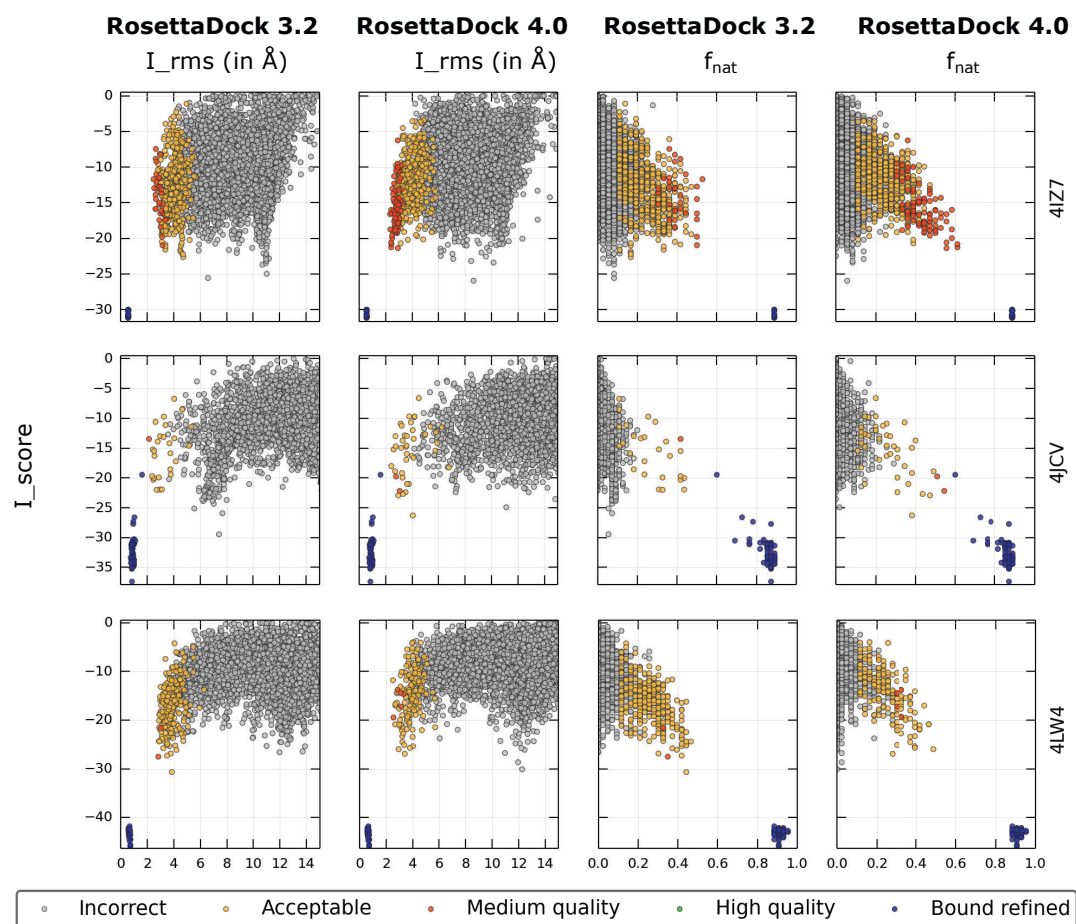 RosettaDock 3.2 RosettaDock 4.0 RosettaDock 3.2 RosettaDock 4.0
I_rms (in Å) I_rms (in Å) fnat fnat
0
−5
−10
−15
−20
−25
−30
4IZ7
I_score
0
−5
−10
−15
−20
−25
−30
−35
4JCV
0
−10
−20
−30
−40
4LW4
0 2 4 6 8 10 12 14 0 2 4 6 8 10 12 14 0.0 0.2 0.4 0.6 0.8 1.0 0.0 0.2 0.4 0.6 0.8 1.0
Incorrect Acceptable Medium quality High quality Bound refined